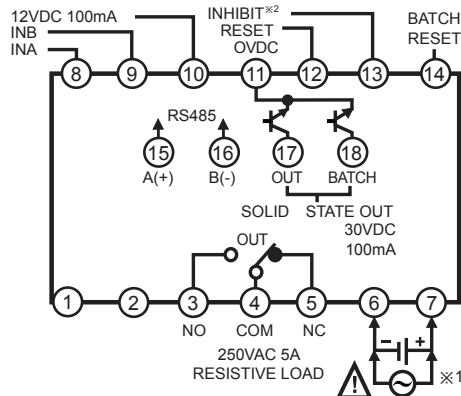 12VDC 100mA
INB
INA
INHIBIT※2
RESET
OVDC
BATCH
RESET
8 9 10 11 12 13 14
RS485
15 16 17 18
A(+) B(-) OUT BATCH
SOLID STATE OUT
30VDC
100mA
OUT
1 2 3 4 5 6 7
NO COM NC
- +
250VAC 5A
RESISTIVE LOAD
! ~ ※1